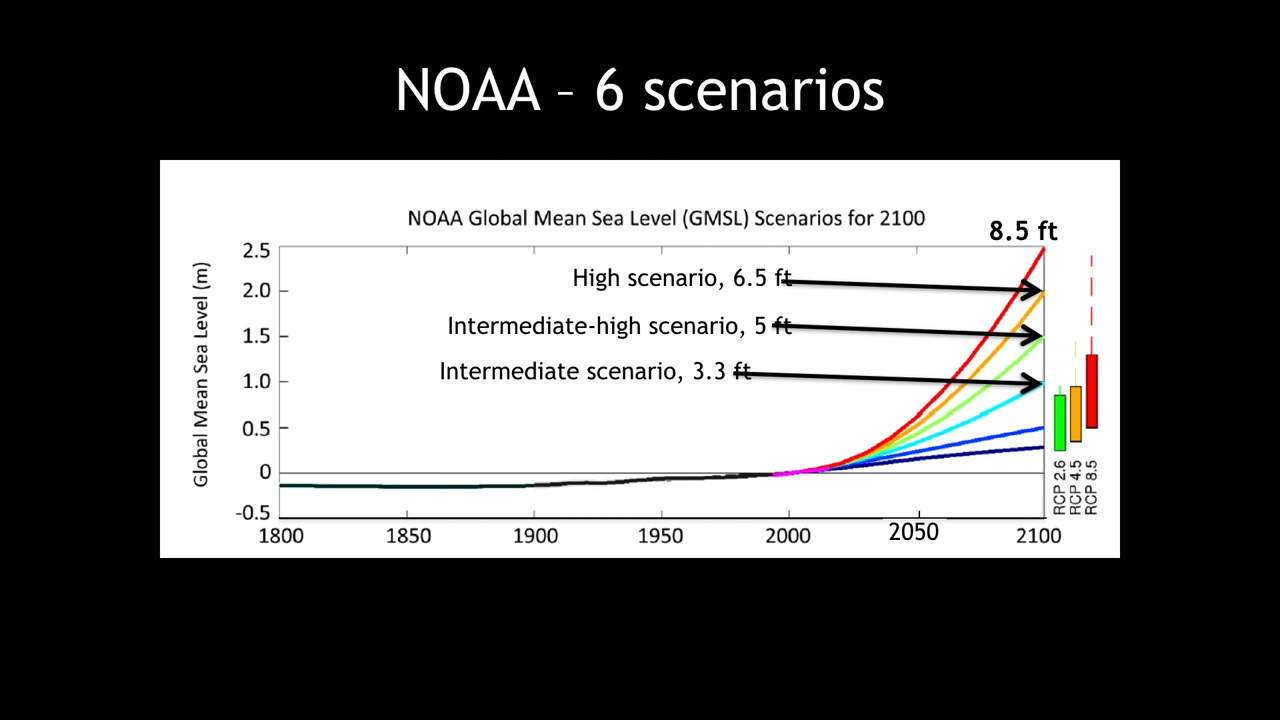 NOAA – 6 scenarios
NOAA Global Mean Sea Level (GMSL) Scenarios for 2100
8.5 ft
Global Mean Sea Level (m)
2.5
2.0
1.5
1.0
0.5
0
-0.5
High scenario, 6.5 ft
Intermediate-high scenario, 5 ft
Intermediate scenario, 3.3 ft
RCP 2.6
RCP 4.5
RCP 8.5
1800
1850
1900
1950
2000
2050
2100